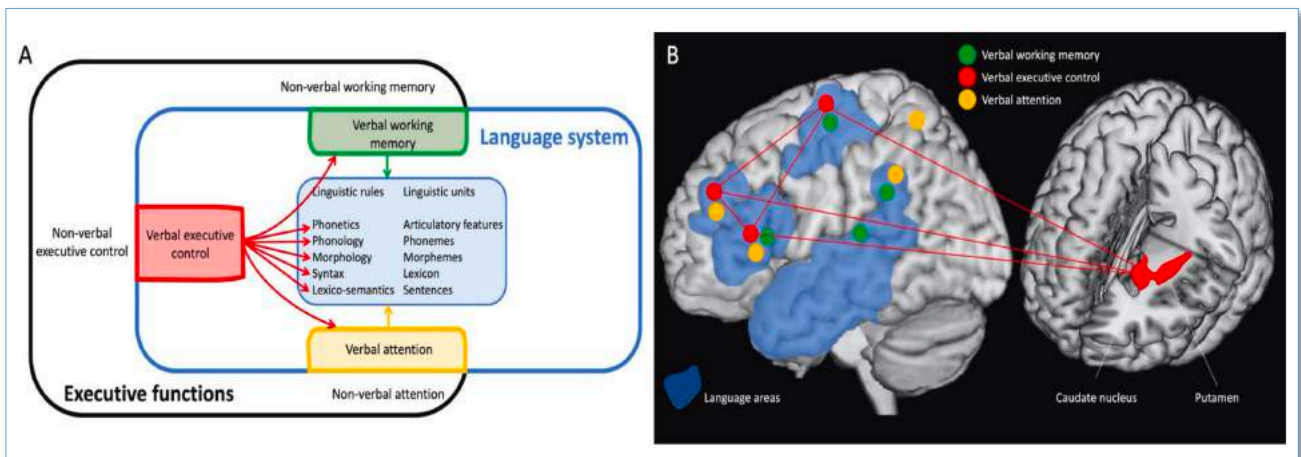 A
Non-verbal working memory
Verbal working
memory
Language system
Linguistic rules
Linguistic units
Phonetics
Articulatory features
Phonology
Phonemes
Morphology
Morphemes
Syntax
Lexicon
Lexico-semantics
Sentences
Non-verbal
executive control
Verbal executive
control
Verbal attention
Executive functions
Non-verbal attention
B
Verbal working memory
Verbal executive control
Verbal attention
Language areas
Caudate nucleus
Putamen